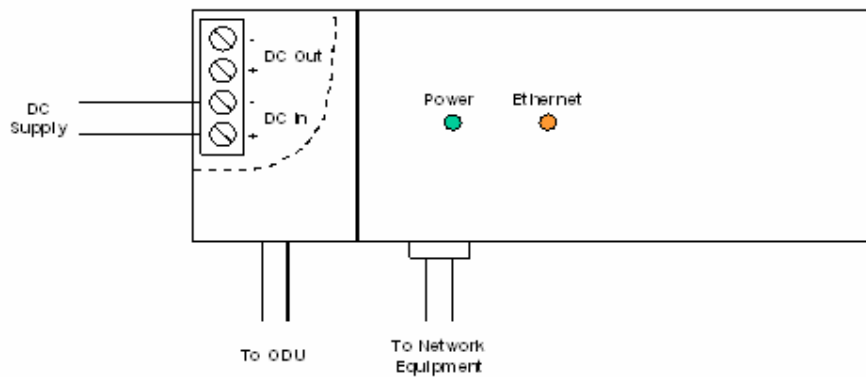 -
DC Out
+
-
DC In
+
DC
Supply
Power
Ethernet
To ODU
To Network
Equipment